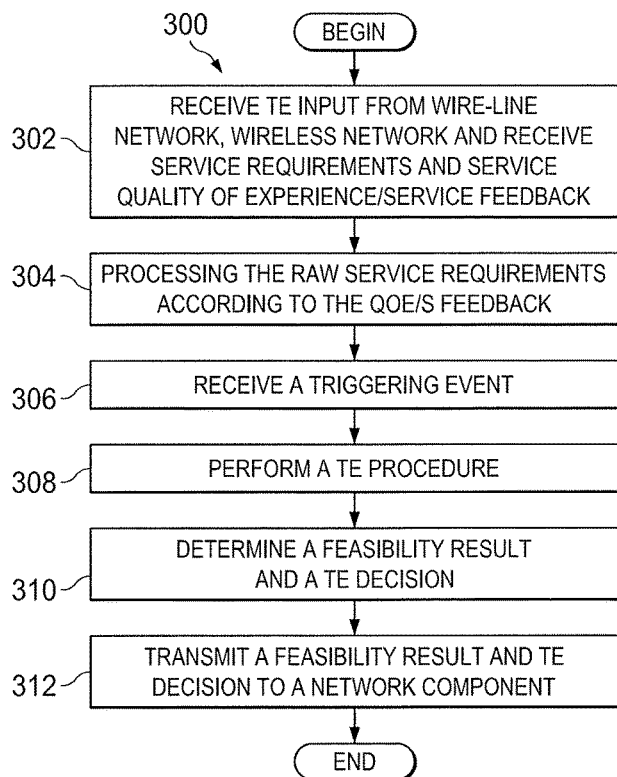 300
BEGIN
302
RECEIVE TE INPUT FROM WIRE-LINE
NETWORK, WIRELESS NETWORK AND RECEIVE
SERVICE REQUIREMENTS AND SERVICE
QUALITY OF EXPERIENCE/SERVICE FEEDBACK
304
PROCESSING THE RAW SERVICE REQUIREMENTS
ACCORDING TO THE QOE/S FEEDBACK
306
RECEIVE A TRIGGERING EVENT
308
PERFORM A TE PROCEDURE
310
DETERMINE A FEASIBILITY RESULT
AND A TE DECISION
312
TRANSMIT A FEASIBILITY RESULT AND TE
DECISION TO A NETWORK COMPONENT
END